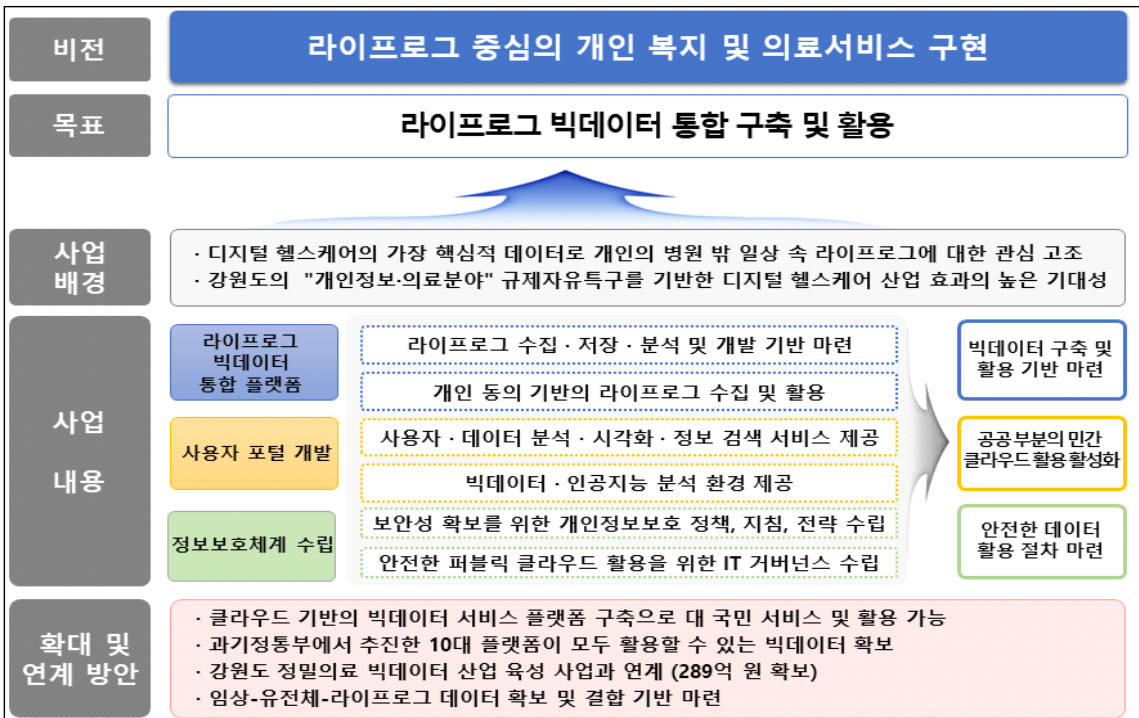 비전
라이프로그 중심의 개인 복지 및 의료서비스 구현
목표
라이프로그 빅데이터 통합 구축 및 활용
사업
배경
· 디지털 헬스케어의 가장 핵심적 데이터로 개인의 병원 밖 일상 속 라이프로그에 대한 관심 고조
· 강원도의 "개인정보·의료분야" 규제자유특구를 기반한 디지털 헬스케어 산업 효과의 높은 기대성
사업
내용
라이프로그
빅데이터
통합 플랫폼
라이프로그 수집 · 저장 · 분석 및 개발 기반 마련
개인 동의 기반의 라이프로그 수집 및 활용
빅데이터 구축 및
활용 기반 마련
사용자 포털 개발
사용자 · 데이터 분석 · 시각화 · 정보 검색 서비스 제공
빅데이터 · 인공지능 분석 환경 제공
공공 부분의 민간
클라우드 활용 활성화
정보보호체계 수립
보안성 확보를 위한 개인정보보호 정책, 지침, 전략 수립
안전한 퍼블릭 클라우드 활용을 위한 IT 거버넌스 수립
안전한 데이터
활용 절차 마련
확대 및
연계 방안
· 클라우드 기반의 빅데이터 서비스 플랫폼 구축으로 대 국민 서비스 및 활용 가능
· 과기정통부에서 추진한 10대 플랫폼이 모두 활용할 수 있는 빅데이터 확보
· 강원도 정밀의료 빅데이터 산업 육성 사업과 연계 (289억 원 확보)
· 임상-유전체-라이프로그 데이터 확보 및 결합 기반 마련